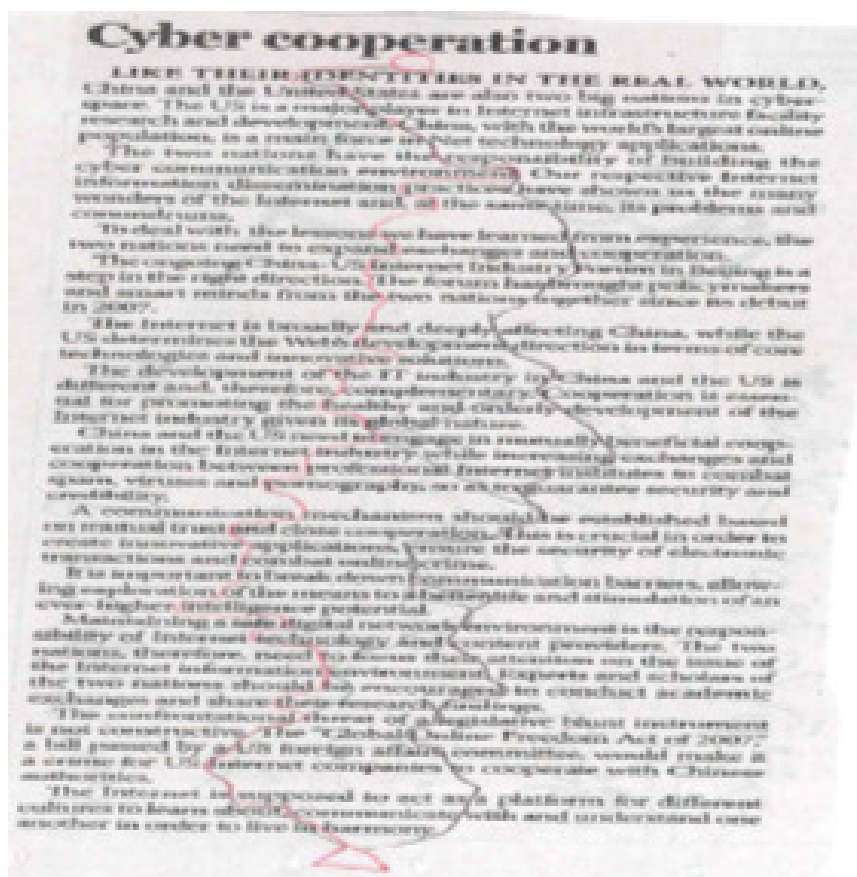 Cyber cooperation
LIKE THEIR IDENTITIES IN THE REAL WORLD,
China and the United States are also two big nations in cyber-
space. The US is a major player in Internet infrastructure facility
research and development. China, with the world's largest online
population, is a main force in Net technology applications.
The two nations have the responsibility of building the
cyber communication environment. Our respective Internet
information dissemination practices have shown us the many
wonders of the Internet and, at the same time, its problems and
conundrums.
To deal with the lessons we have learned from experience, the
two nations need to expand exchanges and cooperation.
The ongoing China-US Internet Industry Forum in Beijing is a
step in the right direction. The forum has brought policymakers
and smart minds from the two nations together since its debut
in 2007.
The Internet is broadly and deeply affecting China, while the
US determines the Web's development direction in terms of core
technologies and innovative solutions.
The development of the IT industry in China and the US is
different and, therefore, complementary. Cooperation is essen-
tial for promoting the healthy and orderly development of the
Internet industry given its global nature.
China and the US need to engage in mutually beneficial coop-
eration in the Internet industry while increasing exchanges and
cooperation between professional Internet institutes to combat
spam, viruses and pornography, so as to guarantee security and
credibility.
A communication mechanism should be established based
on mutual trust and close cooperation. This is crucial in order to
create innovative applications, ensure the security of electronic
transactions and combat online crime.
It is important to break down communication barriers, allow-
ing exploration of the means to a better life and stimulation of an
ever-higher intelligence potential.
Maintaining a safe digital network environment is the respon-
sibility of Internet technology and content providers. The two
nations, therefore, need to focus their attention on the issue of
the Internet information environment. Experts and scholars of
the two nations should be encouraged to conduct academic
exchanges and share their research findings.
The confrontational threat of a legislative blunt instrument
is not constructive. The "Global Online Freedom Act of 2007,"
a bill passed by a US foreign affairs committee, would make it
a crime for US Internet companies to cooperate with Chinese
authorities.
The Internet is supposed to act as a platform for different
cultures to learn about, communicate with and understand one
another in order to live in harmony.